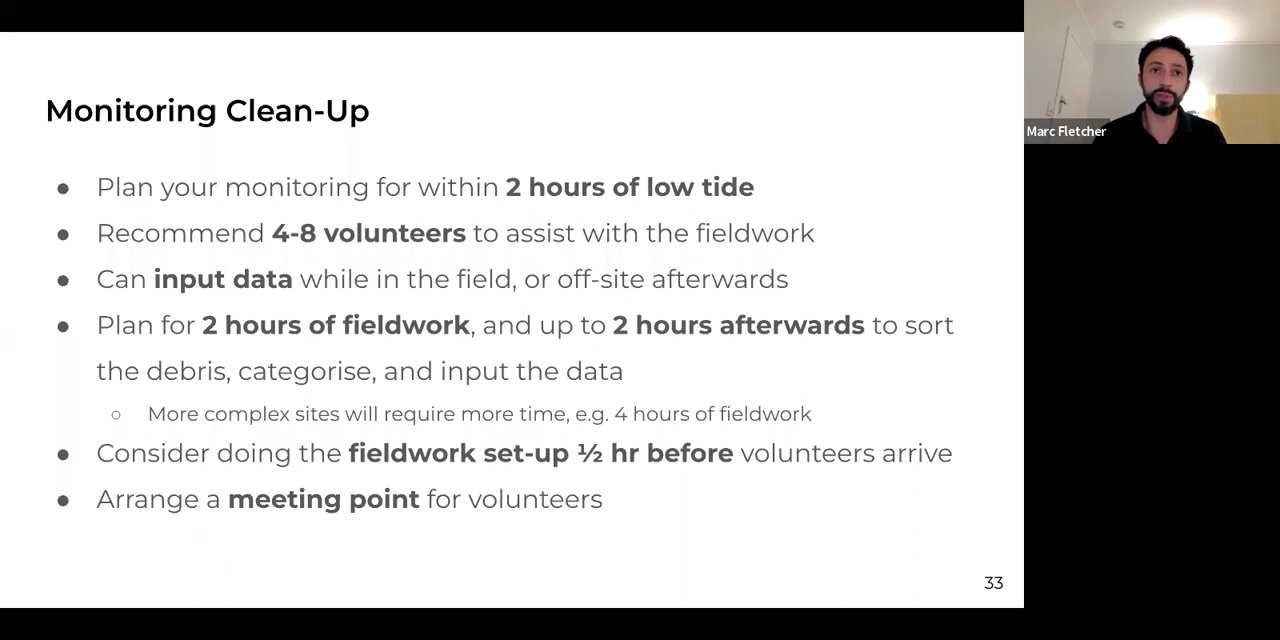 Monitoring Clean-Up
● Plan your monitoring for within 2 hours of low tide
● Recommend 4-8 volunteers to assist with the fieldwork
● Can input data while in the field, or off-site afterwards
● Plan for 2 hours of fieldwork, and up to 2 hours afterwards to sort
the debris, categorise, and input the data
○ More complex sites will require more time, e.g. 4 hours of fieldwork
● Consider doing the fieldwork set-up ½ hr before volunteers arrive
● Arrange a meeting point for volunteers
33
Marc Fletcher